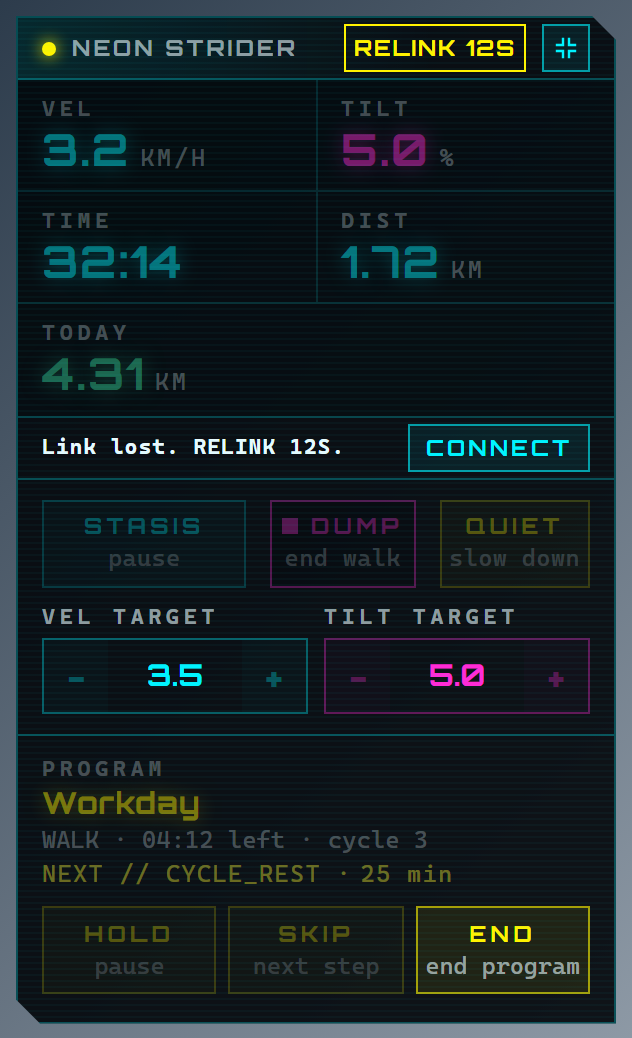 NEON STRIDER
RELINK 12S
VEL
3.2 KM/H
TILT
5.0 %
TIME
32:14
DIST
1.72 KM
TODAY
4.31 KM
Link lost. RELINK 12S.
CONNECT
STASIS
pause
DUMP
end walk
QUIET
slow down
VEL TARGET
- 3.5 +
TILT TARGET
- 5.0 +
PROGRAM
Workday
WALK · 04:12 left · cycle 3
NEXT // CYCLE_REST · 25 min
HOLD
pause
SKIP
next step
END
end program